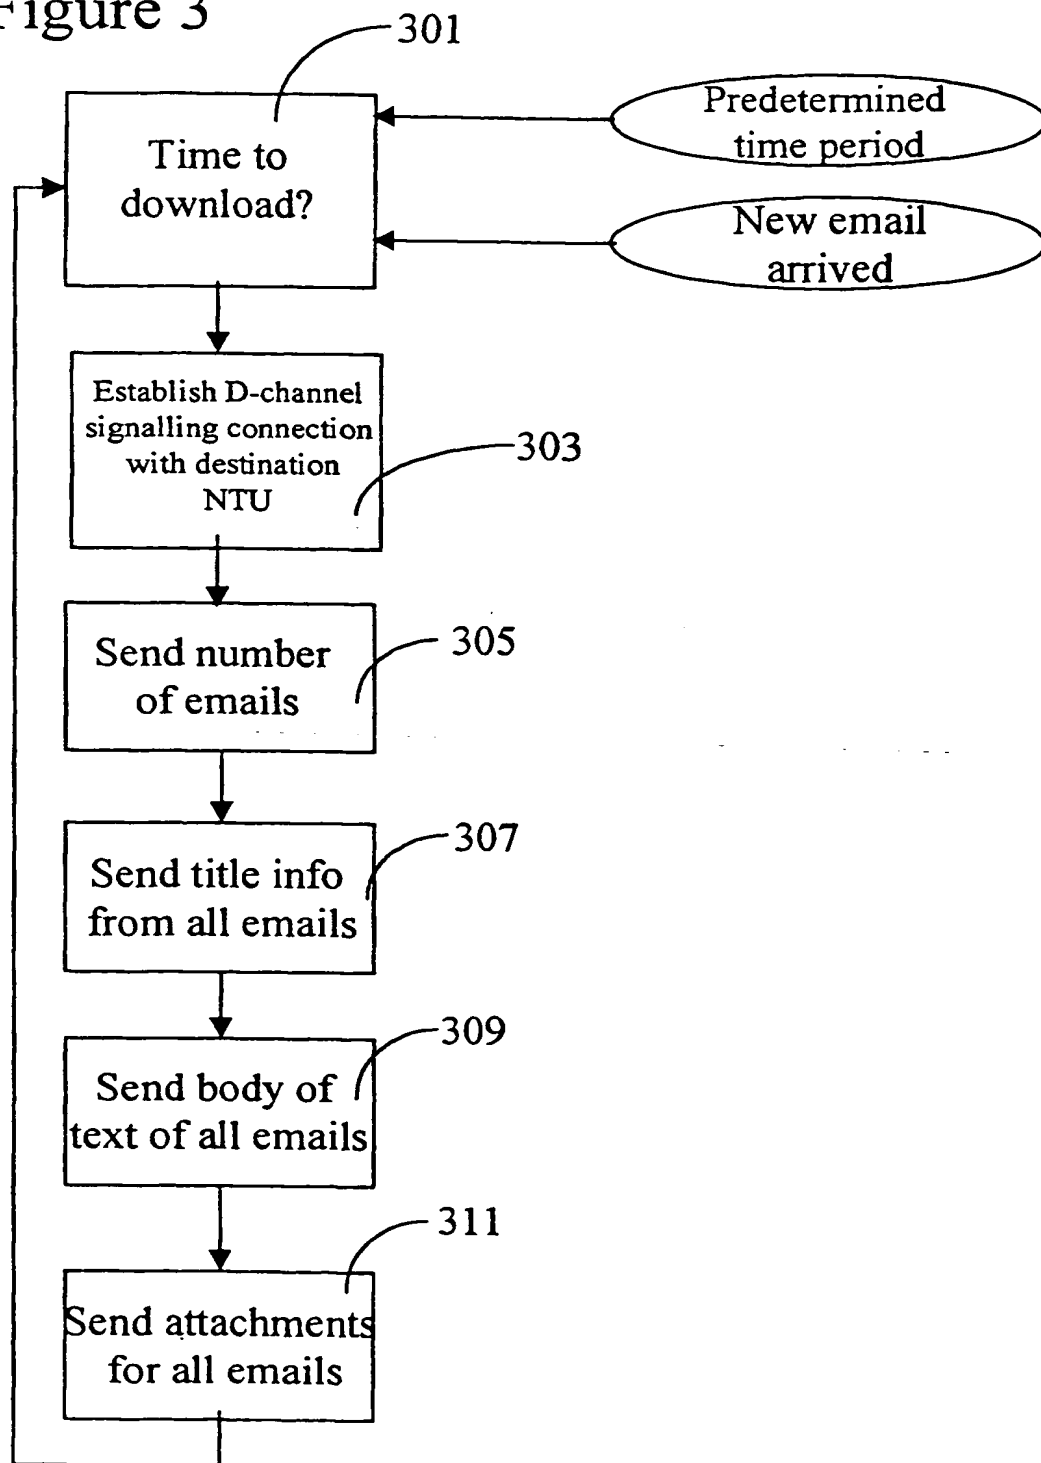 Figure 3
301
Time to
download?
Predetermined
time period
New email
arrived
Establish D-channel
signalling connection
with destination
NTU
303
Send number
of emails
305
Send title info
from all emails
307
Send body of
text of all emails
309
Send attachments
for all emails
311